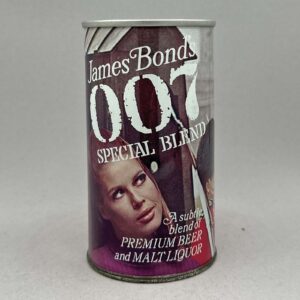 James Bond's
007
SPECIAL BLEND
A subtle
blend of
PREMIUM BEER
and MALT LIQUOR